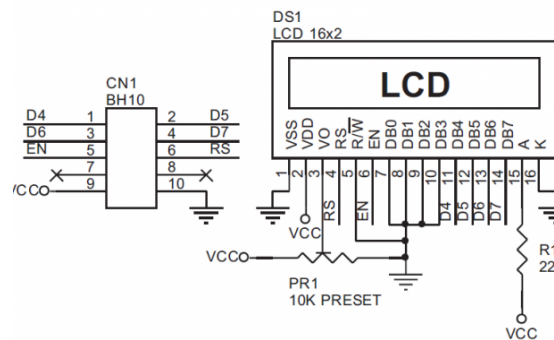 DS1
LCD 16x2
LCD
CN1
BH10
D4 1 2 D5
D6 3 4 D7
EN 5 6 RS
7 8
VCC 9 10
VSS VDD VO RS R/W EN DB0 DB1 DB2 DB3 DB4 DB5 DB6 DB7 A K
1 2 3 4 5 6 7 8 9 10 11 12 13 14 15 16
RS EN D4 D5 D6 D7
VCC
VCC
PR1
10K PRESET
R1
22
VCC